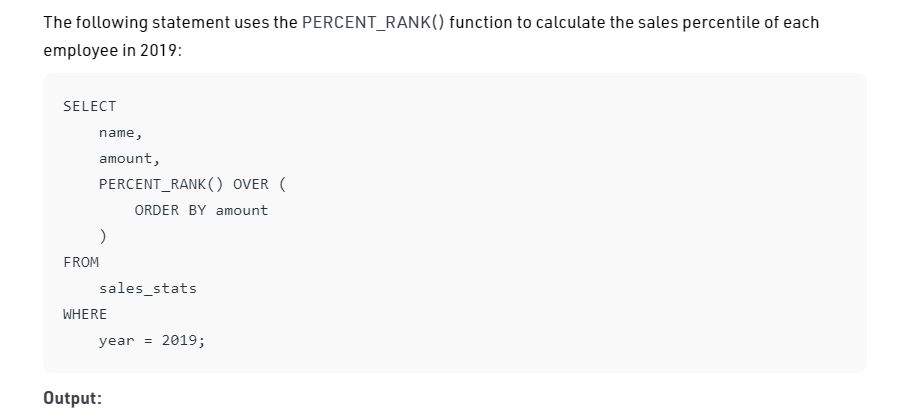 The following statement uses the PERCENT_RANK() function to calculate the sales percentile of each
employee in 2019:
SELECT
    name,
    amount,
    PERCENT_RANK() OVER (
        ORDER BY amount
    )
FROM
    sales_stats
WHERE
    year = 2019;
Output: